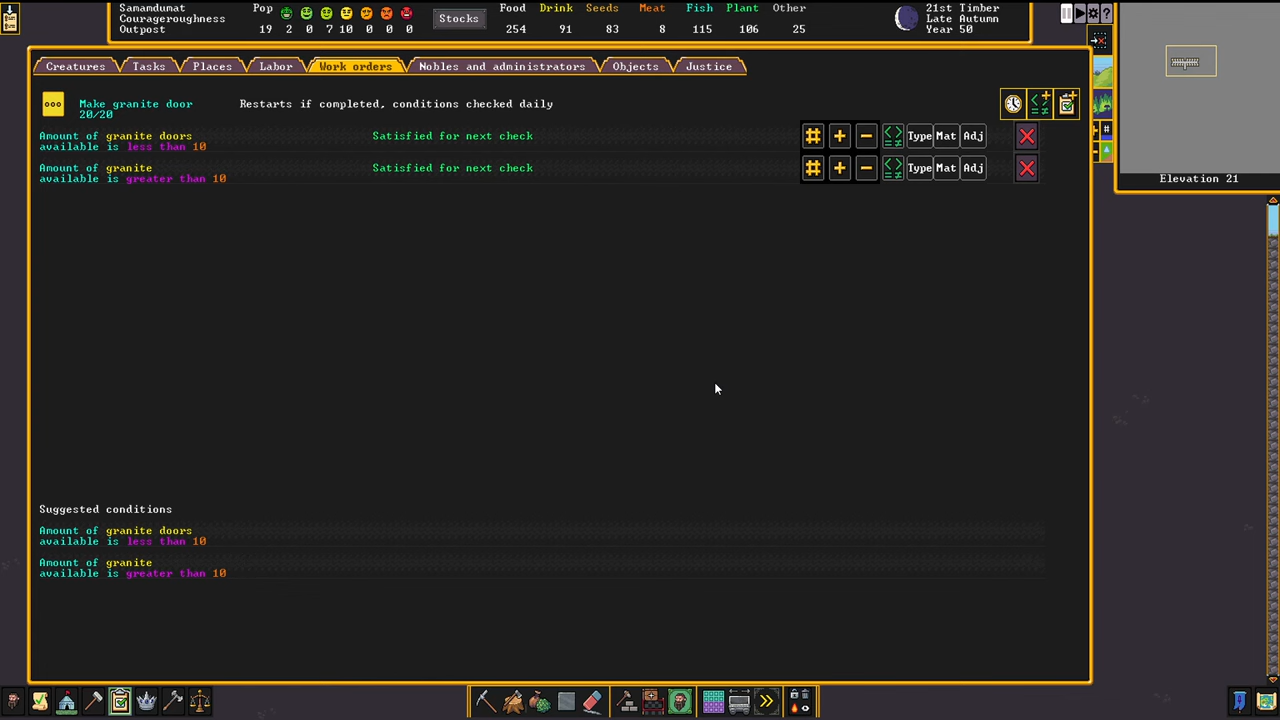 Samandumat
Courageroughness
Outpost
Pop
19 2 0 7 10 0 0 0
Stocks
Food Drink Seeds Meat Fish Plant Other
254 91 83 8 115 106 25
21st Timber
Late Autumn
Year 50
?
Creatures Tasks Places Labor Work orders Nobles and administrators Objects Justice
Make granite door Restarts if completed, conditions checked daily
20/20
Amount of granite doors Satisfied for next check
available is less than 10
# + - Type Mat Adj
Amount of granite Satisfied for next check
available is greater than 10
# + - Type Mat Adj
Elevation 21
Suggested conditions
Amount of granite doors
available is less than 10
Amount of granite
available is greater than 10